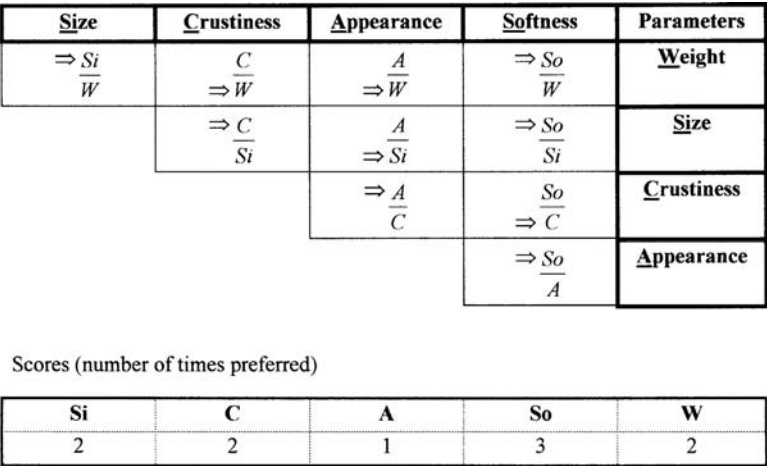 Size Crustiness Appearance Softness Parameters
⇒ Si C A ⇒ So Weight
W ⇒ W ⇒ W W
⇒ C A ⇒ So Size
Si ⇒ Si Si
⇒ A So Crustiness
C ⇒ C
⇒ So Appearance
A
Scores (number of times preferred)
Si C A So W
2 2 1 3 2